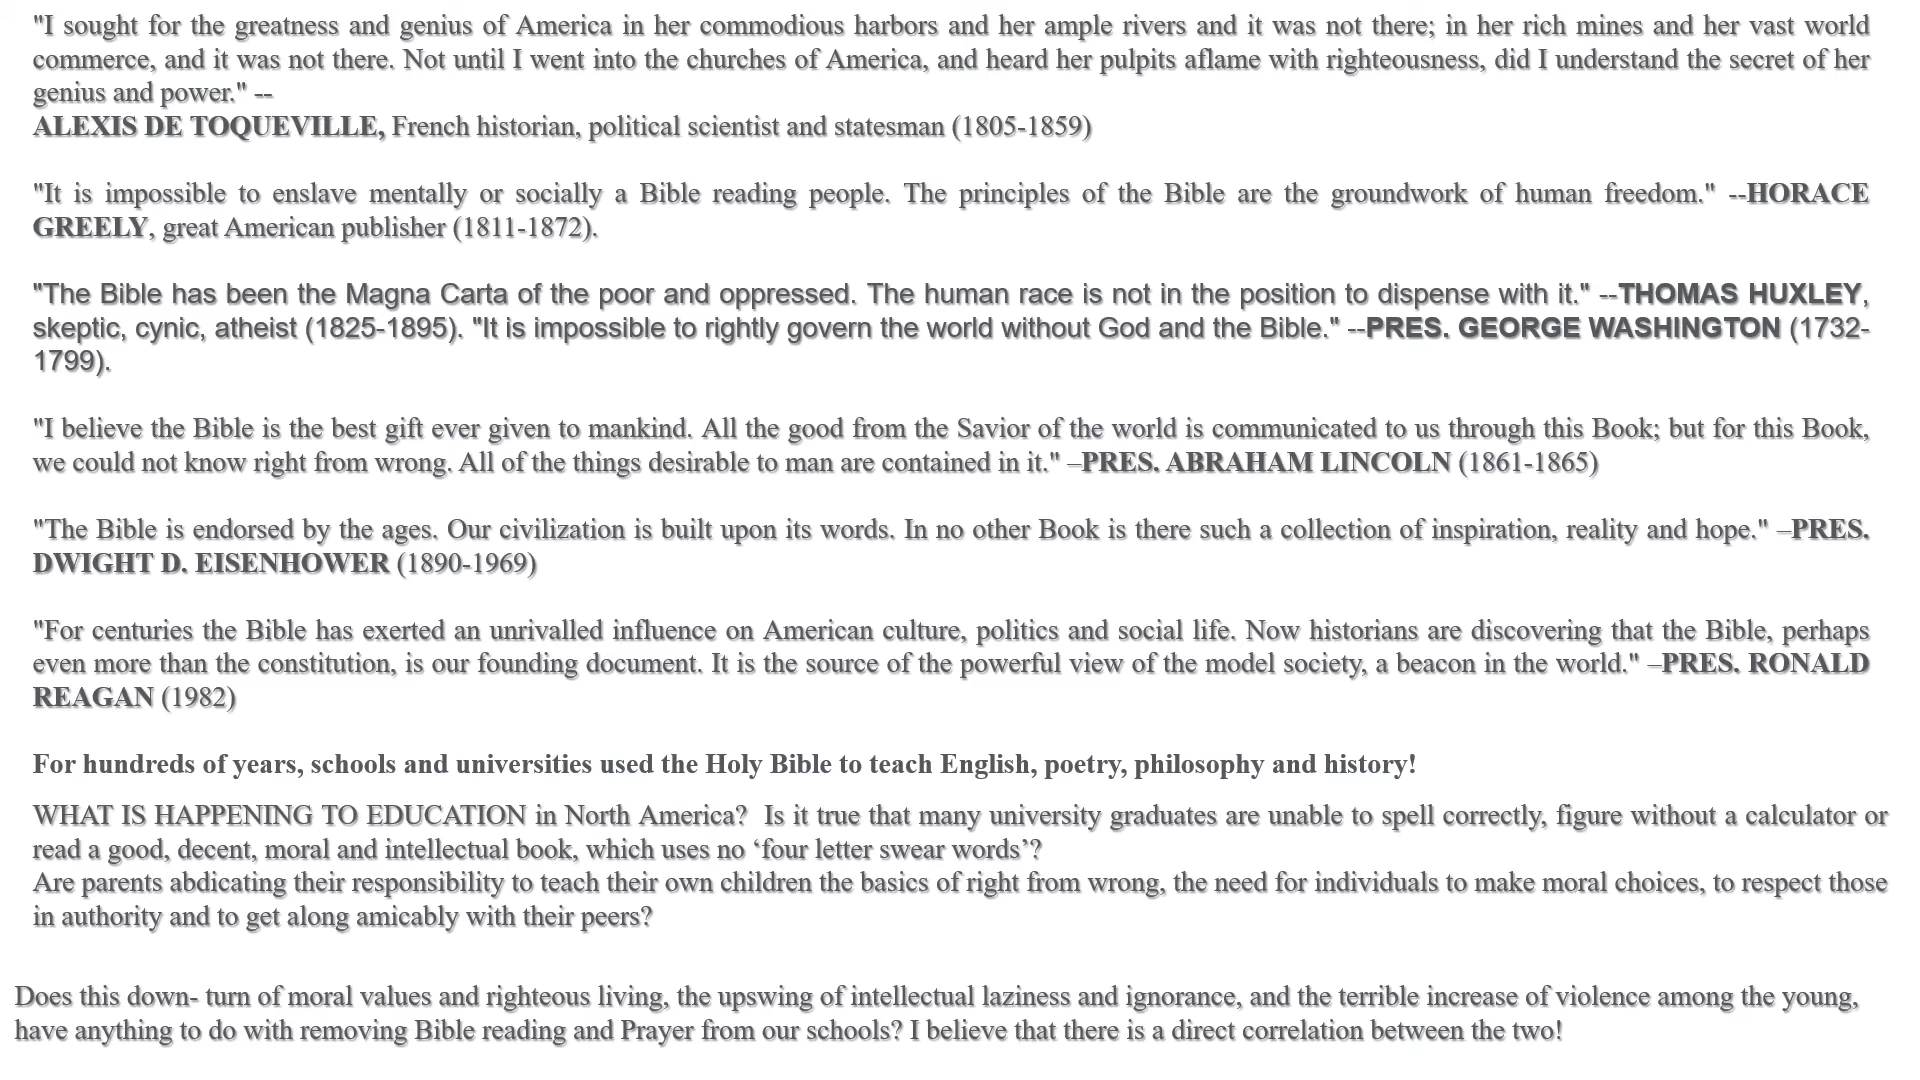 "I sought for the greatness and genius of America in her commodious harbors and her ample rivers and it was not there; in her rich mines and her vast world
commerce, and it was not there. Not until I went into the churches of America, and heard her pulpits aflame with righteousness, did I understand the secret of her
genius and power." --
ALEXIS DE TOQUEVILLE, French historian, political scientist and statesman (1805-1859)
"It is impossible to enslave mentally or socially a Bible reading people. The principles of the Bible are the groundwork of human freedom." --HORACE
GREELY, great American publisher (1811-1872).
"The Bible has been the Magna Carta of the poor and oppressed. The human race is not in the position to dispense with it." --THOMAS HUXLEY,
skeptic, cynic, atheist (1825-1895). "It is impossible to rightly govern the world without God and the Bible." --PRES. GEORGE WASHINGTON (1732-
1799).
"I believe the Bible is the best gift ever given to mankind. All the good from the Savior of the world is communicated to us through this Book; but for this Book,
we could not know right from wrong. All of the things desirable to man are contained in it." –PRES. ABRAHAM LINCOLN (1861-1865)
"The Bible is endorsed by the ages. Our civilization is built upon its words. In no other Book is there such a collection of inspiration, reality and hope." –PRES.
DWIGHT D. EISENHOWER (1890-1969)
"For centuries the Bible has exerted an unrivalled influence on American culture, politics and social life. Now historians are discovering that the Bible, perhaps
even more than the constitution, is our founding document. It is the source of the powerful view of the model society, a beacon in the world." –PRES. RONALD
REAGAN (1982)
For hundreds of years, schools and universities used the Holy Bible to teach English, poetry, philosophy and history!
WHAT IS HAPPENING TO EDUCATION in North America?  Is it true that many university graduates are unable to spell correctly, figure without a calculator or
read a good, decent, moral and intellectual book, which uses no ‘four letter swear words’?
Are parents abdicating their responsibility to teach their own children the basics of right from wrong, the need for individuals to make moral choices, to respect those
in authority and to get along amicably with their peers?
Does this down- turn of moral values and righteous living, the upswing of intellectual laziness and ignorance, and the terrible increase of violence among the young,
have anything to do with removing Bible reading and Prayer from our schools? I believe that there is a direct correlation between the two!